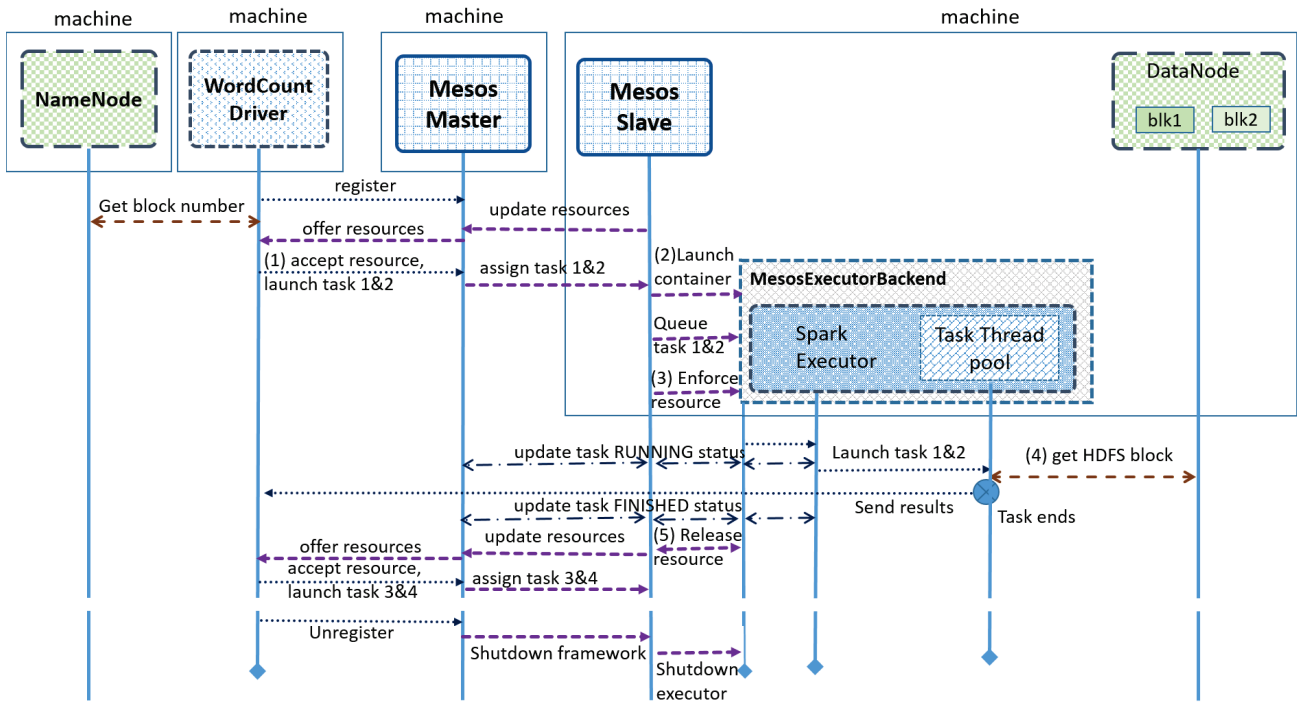 machine
machine
machine
machine
NameNode
WordCount
Driver
Mesos
Master
Mesos
Slave
DataNode
blk1
blk2
register
Get block number
update resources
offer resources
(1) accept resource,
launch task 1&2
assign task 1&2
(2)Launch
container
MesosExecutorBackend
Queue
task 1&2
Spark
Executor
Task Thread
pool
(3) Enforce
resource
update task RUNNING status
Launch task 1&2
(4) get HDFS block
Send results
Task ends
update task FINISHED status
(5) Release
resource
update resources
offer resources
accept resource,
launch task 3&4
assign task 3&4
Unregister
Shutdown framework
Shutdown
executor